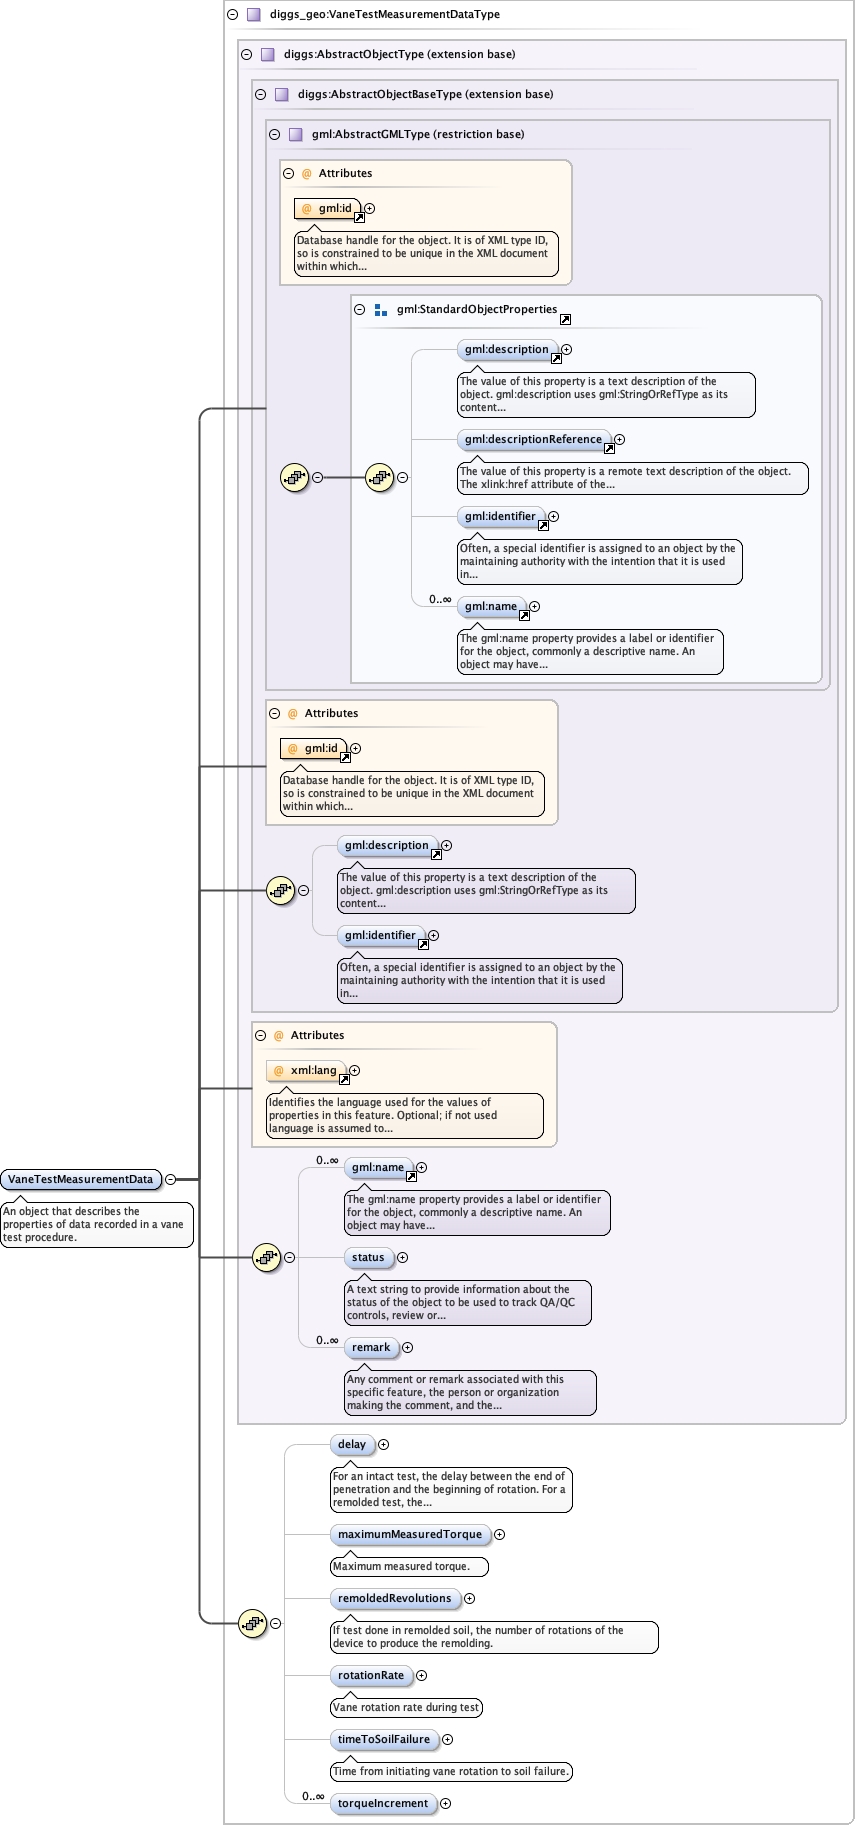 diggs_geo:VaneTestMeasurementDataType
diggs:AbstractObjectType (extension base)
diggs:AbstractObjectBaseType (extension base)
gml:AbstractGMLType (restriction base)
@ Attributes
@ gml:id
Database handle for the object. It is of XML type ID,
so is constrained to be unique in the XML document
within which...
gml:StandardObjectProperties
gml:description
The value of this property is a text description of the
object. gml:description uses gml:StringOrRefType as its
content...
gml:descriptionReference
The value of this property is a remote text description of the object.
The xlink:href attribute of the...
gml:identifier
Often, a special identifier is assigned to an object by the
maintaining authority with the intention that it is used
in...
0..∞
gml:name
The gml:name property provides a label or identifier
for the object, commonly a descriptive name. An
object may have...
@ Attributes
@ gml:id
Database handle for the object. It is of XML type ID,
so is constrained to be unique in the XML document
within which...
gml:description
The value of this property is a text description of the
object. gml:description uses gml:StringOrRefType as its
content...
gml:identifier
Often, a special identifier is assigned to an object by the
maintaining authority with the intention that it is used
in...
@ Attributes
@ xml:lang
Identifies the language used for the values of
properties in this feature. Optional; if not used
language is assumed to...
VaneTestMeasurementData
An object that describes the
properties of data recorded in a vane
test procedure.
0..∞
gml:name
The gml:name property provides a label or identifier
for the object, commonly a descriptive name. An
object may have...
status
A text string to provide information about the
status of the object to be used to track QA/QC
controls, review or...
0..∞
remark
Any comment or remark associated with this
specific feature, the person or organization
making the comment, and the...
delay
For an intact test, the delay between the end of
penetration and the beginning of rotation. For a
remolded test, the...
maximumMeasuredTorque
Maximum measured torque.
remoldedRevolutions
If test done in remolded soil, the number of rotations of the
device to produce the remolding.
rotationRate
Vane rotation rate during test
timeToSoilFailure
Time from initiating vane rotation to soil failure.
0..∞
torqueIncrement